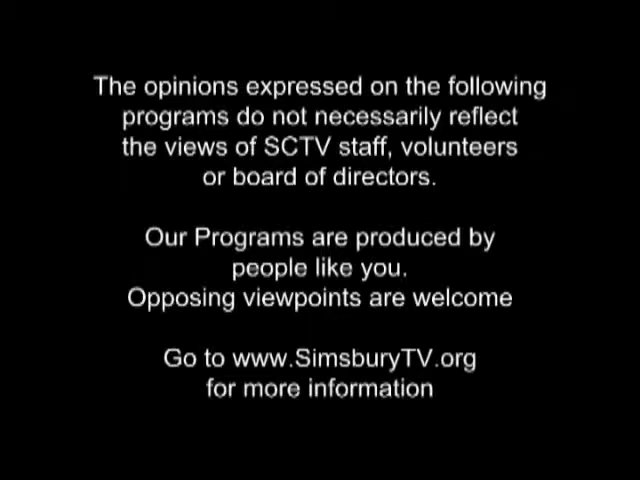 The opinions expressed on the following
programs do not necessarily reflect
the views of SCTV staff, volunteers
or board of directors.
Our Programs are produced by
people like you.
Opposing viewpoints are welcome
Go to www.SimsburyTV.org
for more information